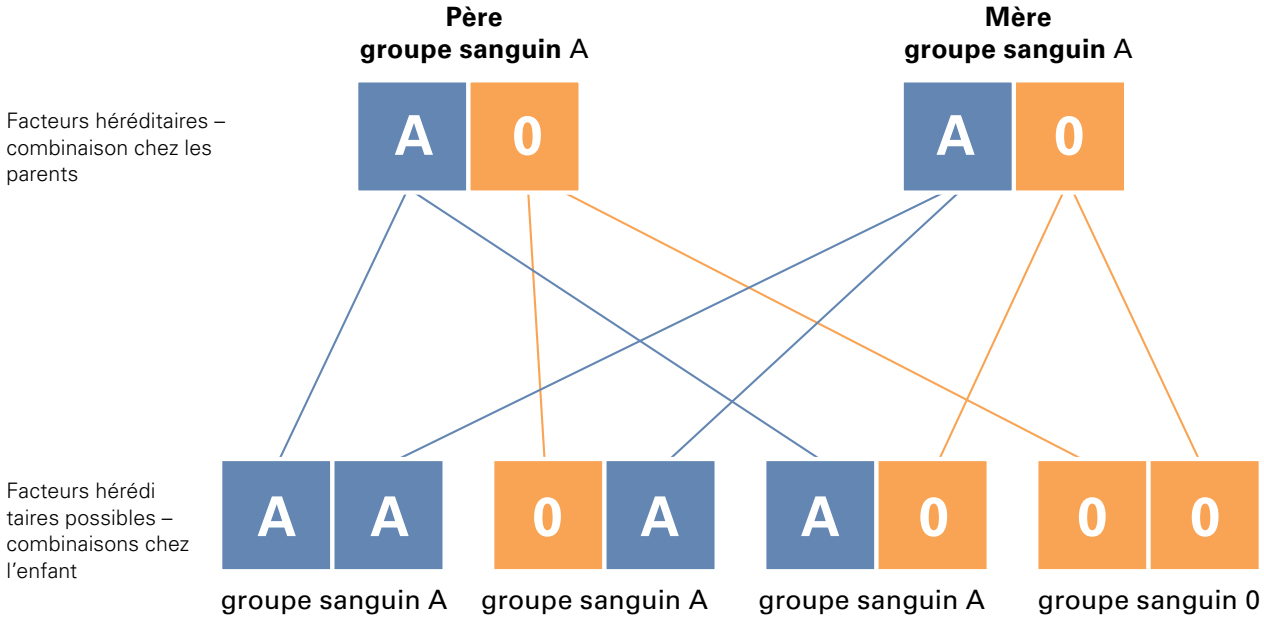 Père
groupe sanguin A
Mère
groupe sanguin A
Facteurs héréditaires –
combinaison chez les
parents
A 0
A 0
Facteurs hérédi
taires possibles –
combinaisons chez
l'enfant
A A
0 A
A 0
0 0
groupe sanguin A
groupe sanguin A
groupe sanguin A
groupe sanguin 0